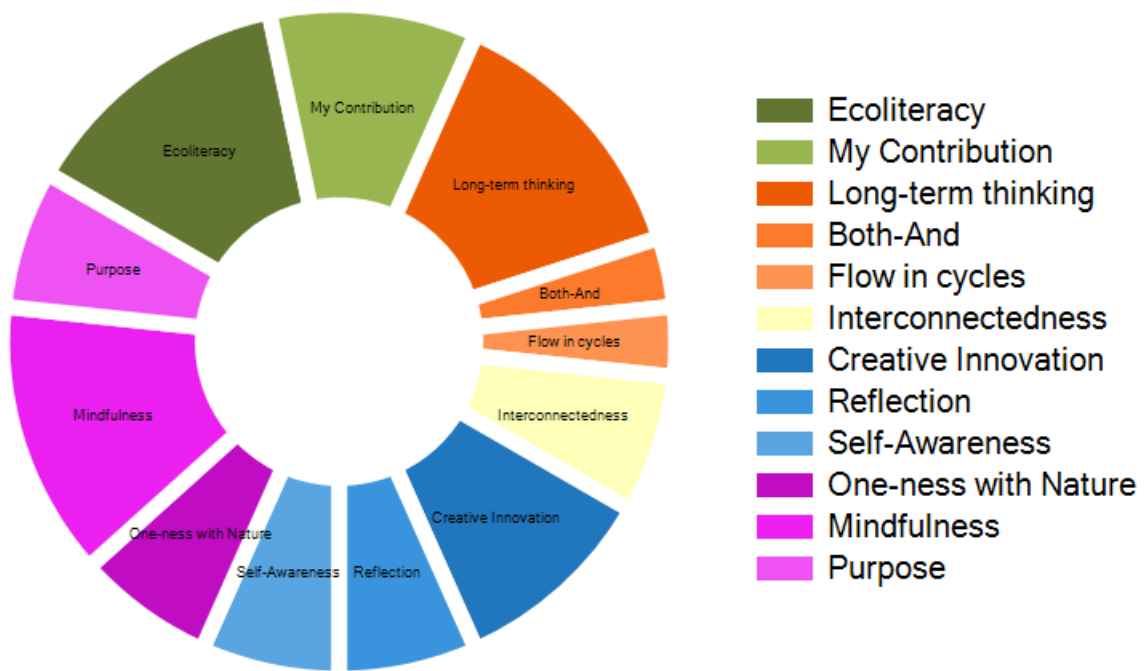 My Contribution
Ecoliteracy
Long-term thinking
Purpose
Both-And
Flow in cycles
Mindfulness
Interconnectedness
Creative Innovation
One-ness with Nature
Self-Awareness
Reflection
Ecoliteracy
My Contribution
Long-term thinking
Both-And
Flow in cycles
Interconnectedness
Creative Innovation
Reflection
Self-Awareness
One-ness with Nature
Mindfulness
Purpose